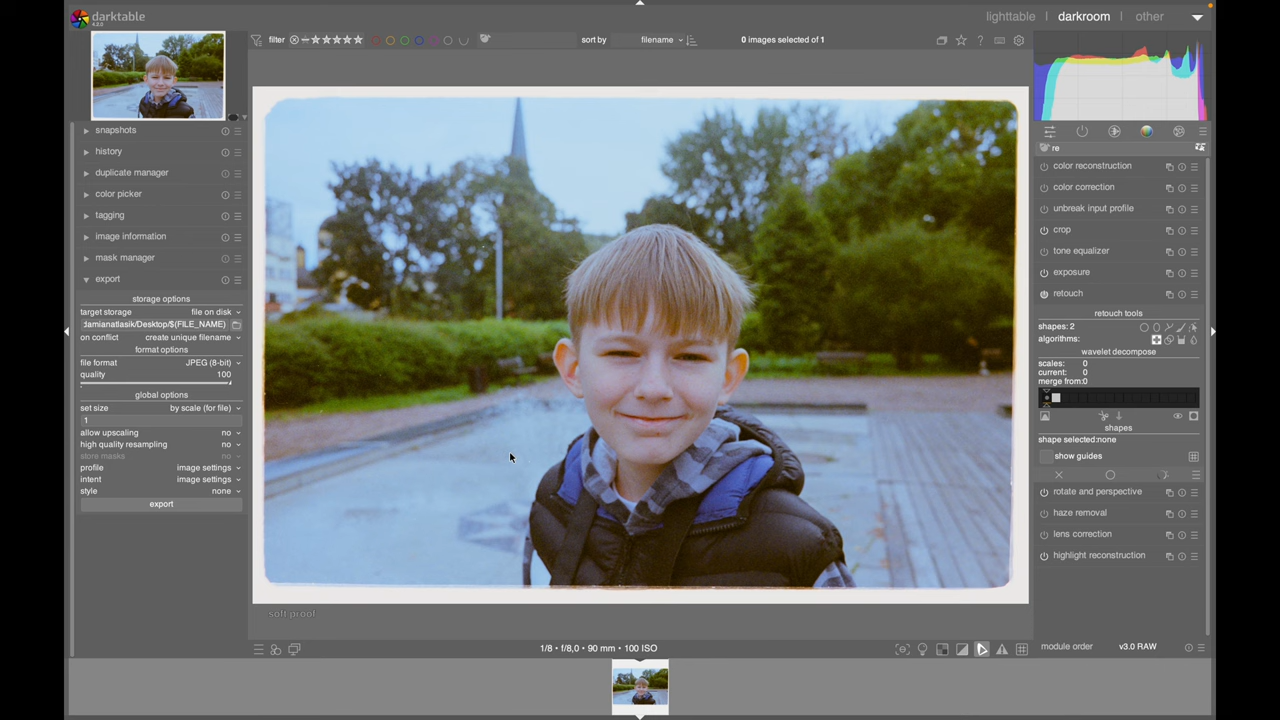 darktable
4.2.0
lighttable | darkroom | other
filter
sort by filename
0 images selected of 1
snapshots
history
duplicate manager
color picker
tagging
image information
mask manager
export
storage options
target storage file on disk
damianatlasik/Desktop/$(FILE_NAME)
on conflict create unique filename
format options
file format JPEG (8-bit)
quality 100
global options
set size by scale (for file)
1
allow upscaling no
high quality resampling no
store masks no
profile image settings
intent image settings
style none
export
soft proof
1/8 • f/8,0 • 90 mm • 100 ISO
re
color reconstruction
color correction
unbreak input profile
crop
tone equalizer
exposure
retouch
retouch tools
shapes: 2
algorithms:
wavelet decompose
scales: 0
current: 0
merge from:0
shapes
shape selected:none
show guides
rotate and perspective
haze removal
lens correction
highlight reconstruction
module order v3.0 RAW